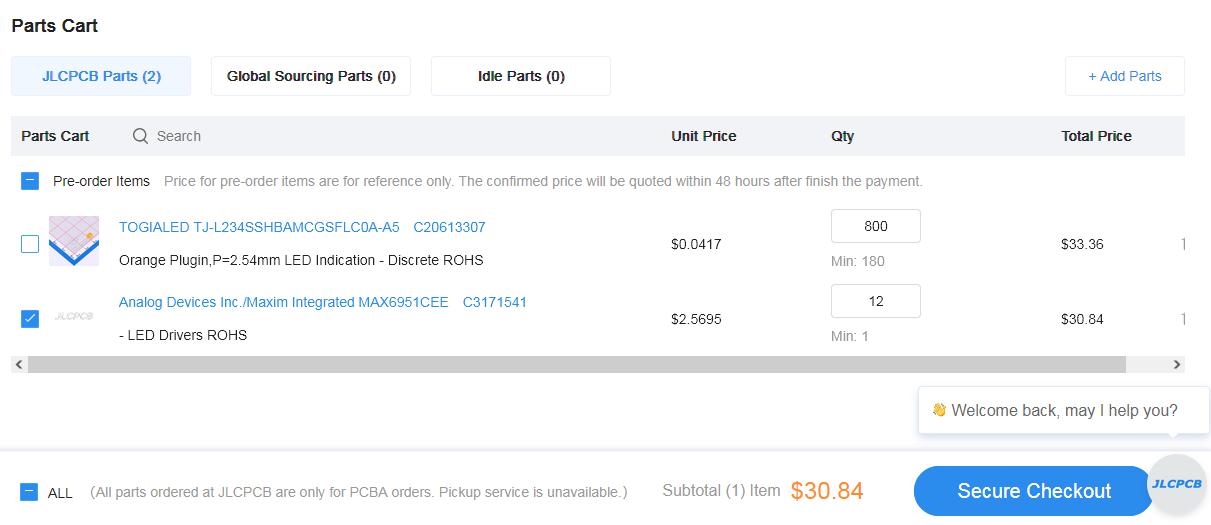 Parts Cart
JLCPCB Parts (2) Global Sourcing Parts (0) Idle Parts (0) + Add Parts
Parts Cart Search Unit Price Qty Total Price
Pre-order Items Price for pre-order items are for reference only. The confirmed price will be quoted within 48 hours after finish the payment.
TOGIALED TJ-L234SSHBAMCGSFLC0A-A5 C20613307
Orange Plugin,P=2.54mm LED Indication - Discrete ROHS
$0.0417
800
Min: 180
$33.36
1
JLCPCB
Analog Devices Inc./Maxim Integrated MAX6951CEE C3171541
- LED Drivers ROHS
$2.5695
12
Min: 1
$30.84
1
👋 Welcome back, may I help you?
ALL (All parts ordered at JLCPCB are only for PCBA orders. Pickup service is unavailable.) Subtotal (1) Item $30.84 Secure Checkout JLCPCB